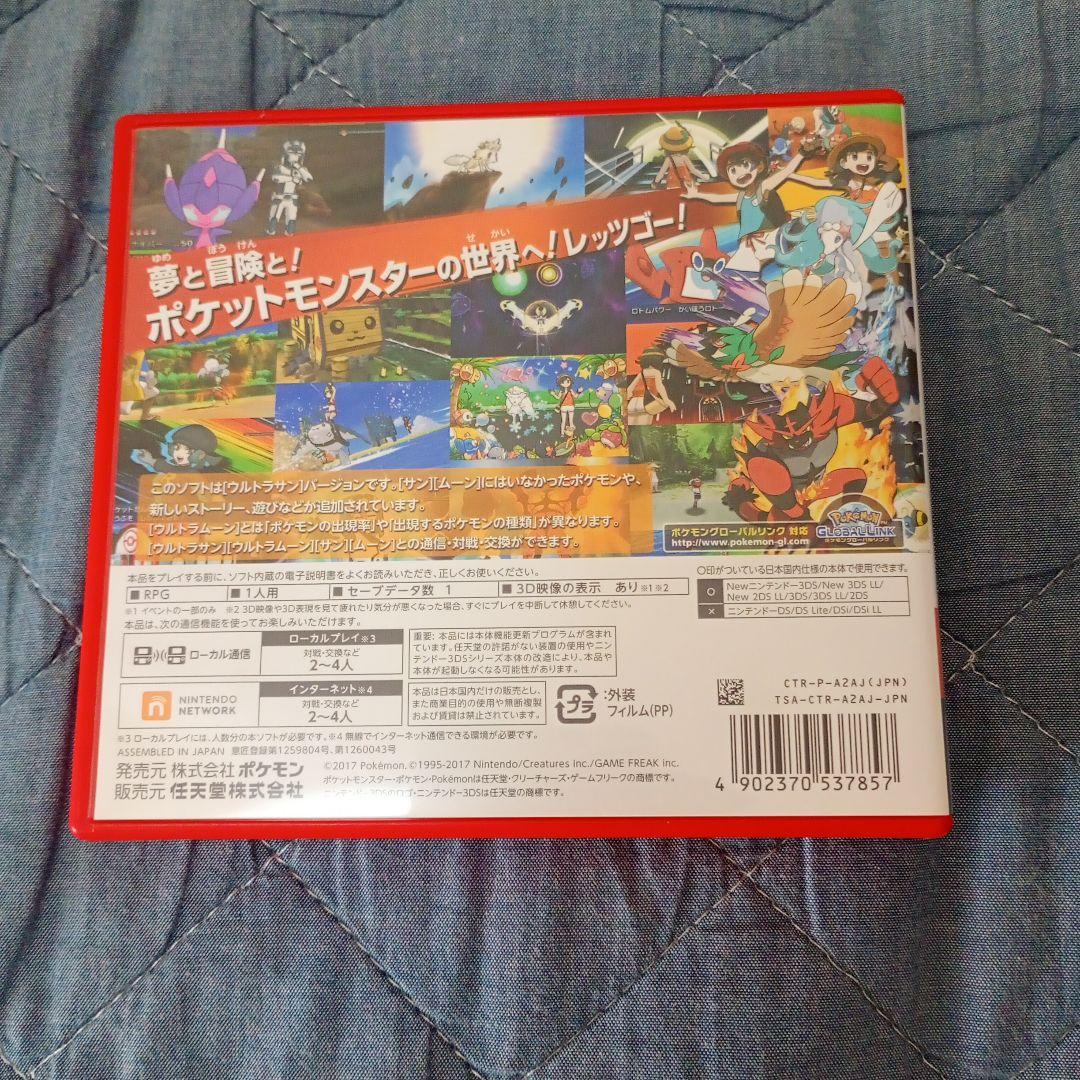 ゆめ ぼう けん
夢と冒険と!
せ かい
ポケットモンスターの世界へ!レッツゴー!
ロトムパワー かいほうロト
このソフトは[ウルトラサン]バージョンです。[サン][ムーン]にはいなかったポケモンや、
新しいストーリー、遊びなどが追加されています。
[ウルトラムーン]とは「ポケモンの出現率」や「出現するポケモンの種類」が異なります。
[ウルトラサン][ウルトラムーン][サン][ムーン]との通信・対戦・交換ができます。
ポケモングローバルリンク 対応
http://www.pokemon-gl.com
Pokémon
GLOBAL LINK
ポケモングローバルリンク
本品をプレイする前に、ソフト内蔵の電子説明書をよくお読みいただき、正しくお使いください。
■RPG ■1人用 ■セーブデータ数 1 ■3D映像の表示 あり※1※2
※1 イベントの一部のみ ※2 3D映像や3D表現を見て疲れたり気分が悪くなった場合、すぐにプレイを中断して休憩してください。
本品は、次の通信機能を使ってお楽しみいただけます。
〇印がついている日本国内仕様の本体で使用できます。
○ Newニンテンドー3DS/New 3DS LL/
New 2DS LL/3DS/3DS LL/2DS
× ニンテンドーDS/DS Lite/DSi/DSi LL
ローカル通信
ローカルプレイ※3
対戦・交換など
2〜4人
重要:本品には本体機能更新プログラムが含まれ
ています。任天堂の許諾がない装置の使用やニン
テンドー3DSシリーズ本体の改造により、本品や
本体が起動しなくなる可能性があります。
NINTENDO
NETWORK
インターネット※4
対戦・交換など
2〜4人
本品は日本国内だけの販売とし、
また商業目的の使用や無断複製
および賃貸は禁止されています。
プラ
:外装
フィルム(PP)
CTR-P-A2AJ(JPN)
TSA-CTR-A2AJ-JPN
※3 ローカルプレイには、人数分の本ソフトが必要です。※4 無線でインターネット通信できる環境が必要です。
ASSEMBLED IN JAPAN 意匠登録第1259804号、第1260043号
発売元 株式会社ポケモン
販売元 任天堂株式会社
©2017 Pokémon. ©1995-2017 Nintendo/Creatures inc./GAME FREAK inc.
ポケットモンスター・ポケモン・Pokémonは任天堂・クリーチャーズ・ゲームフリークの商標です。
ニンテンドー3DSのロゴ・ニンテンドー3DSは任天堂の商標です。
4 902370 537857